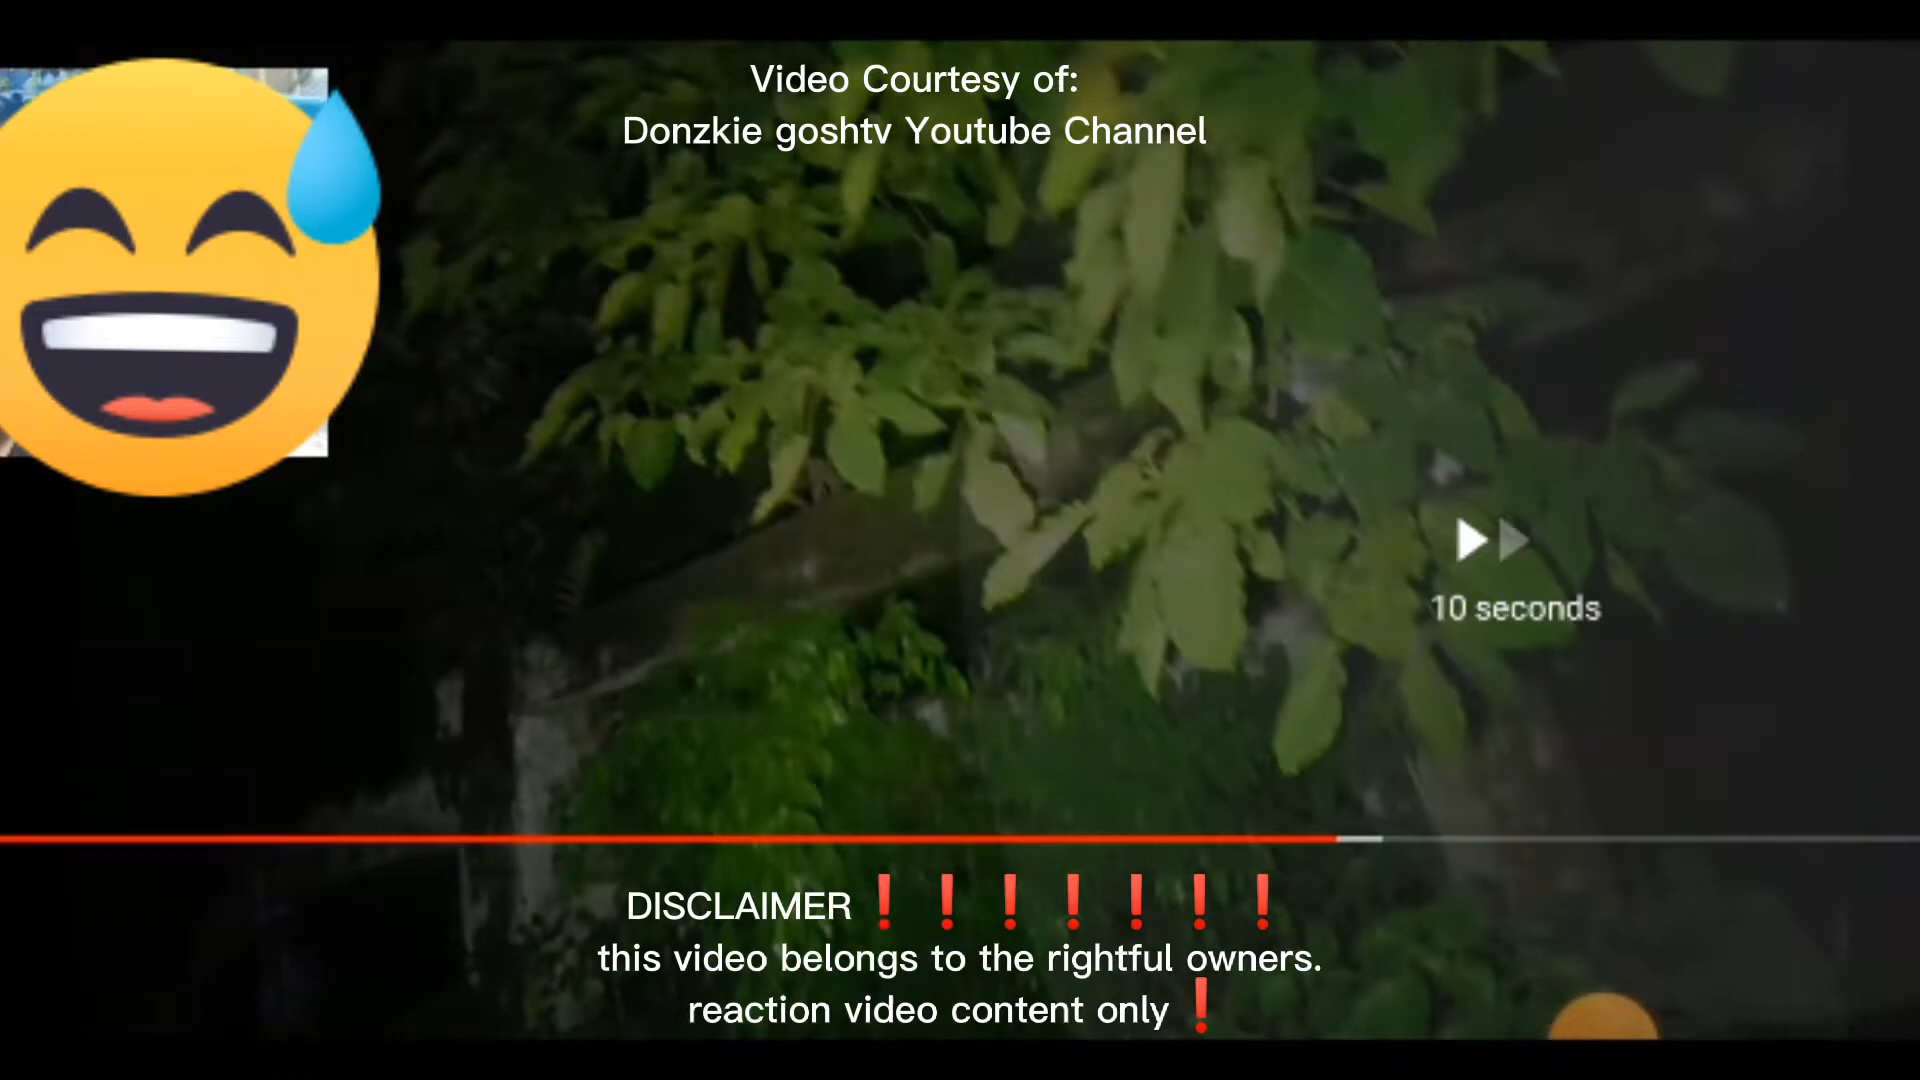 Video Courtesy of:
Donzkie goshtv Youtube Channel
10 seconds
DISCLAIMER❗❗❗❗❗❗❗
this video belongs to the rightful owners.
reaction video content only❗